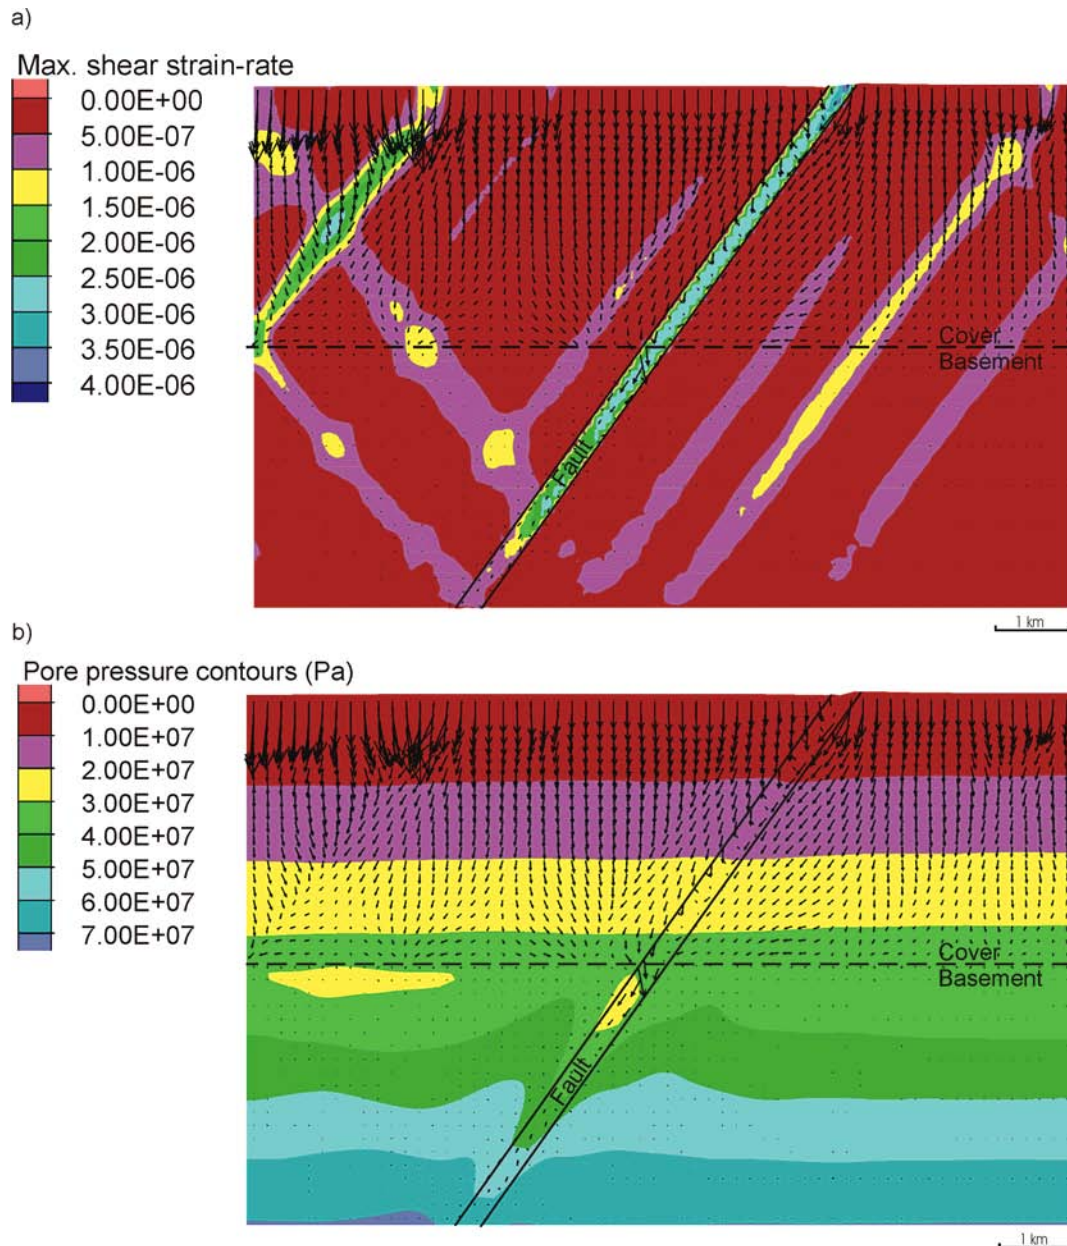 a)
Max. shear strain-rate
0.00E+00
5.00E-07
1.00E-06
1.50E-06
2.00E-06
2.50E-06
3.00E-06
3.50E-06
4.00E-06
Cover
Basement
Fault
1 km
b)
Pore pressure contours (Pa)
0.00E+00
1.00E+07
2.00E+07
3.00E+07
4.00E+07
5.00E+07
6.00E+07
7.00E+07
Cover
Basement
Fault
1 km